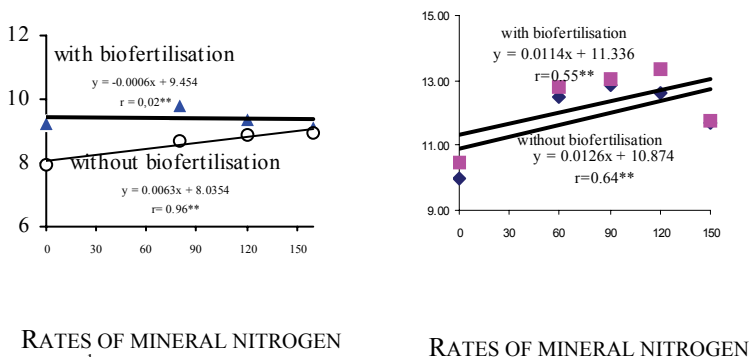 12
10
8
6
0
30
60
90
120
150
with biofertilisation
y = -0.0006x + 9.454
r = 0,02**
without biofertilisation
y = 0.0063x + 8.0354
r= 0.96**
RATES OF MINERAL NITROGEN
15.00
13.00
11.00
9.00
0
30
60
90
120
150
with biofertilisation
y = 0.0114x + 11.336
r=0.55**
without biofertilisation
y = 0.0126x + 10.874
r=0.64**
RATES OF MINERAL NITROGEN